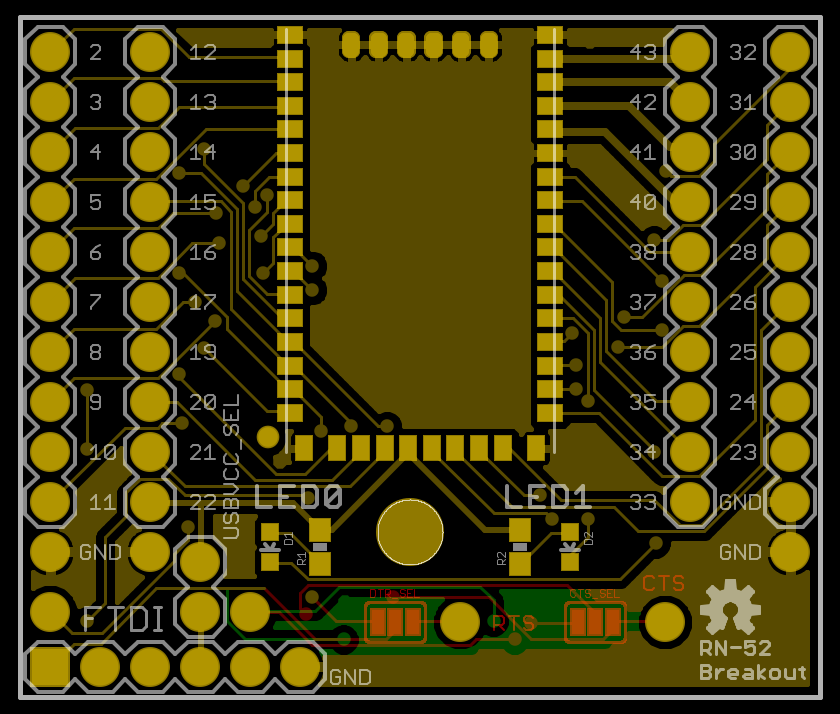 2 12 43 32
3 13 42 31
4 14 41 30
5 15 40 29
6 16 38 28
7 17 37 26
8 19 36 25
9 20 35 24
10 21 34 23
11 22 33 GND
USBVCC_SEL
LED0 LED1
D1 R1 R2 D2
GND
CTS
DTR_SEL CTS_SEL
FTDI RTS
RN-52
Breakout
GND